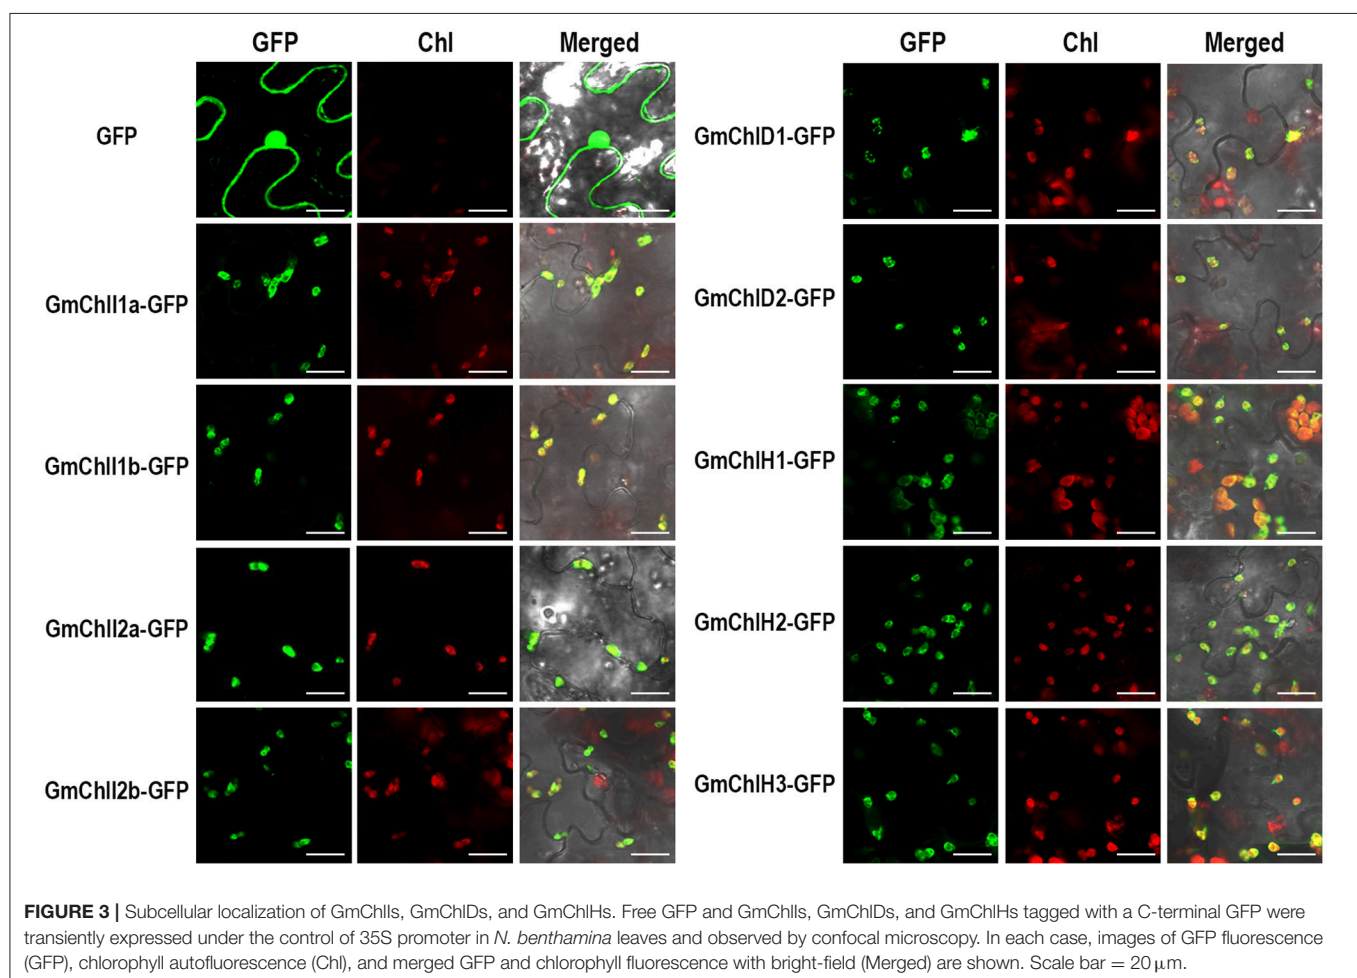 GFP Chl Merged
GFP
GmChlI1a-GFP
GmChlI1b-GFP
GmChlI2a-GFP
GmChlI2b-GFP
GFP Chl Merged
GmChlD1-GFP
GmChlD2-GFP
GmChlH1-GFP
GmChlH2-GFP
GmChlH3-GFP
FIGURE 3 | Subcellular localization of GmChlIs, GmChlDs, and GmChlHs. Free GFP and GmChlIs, GmChlDs, and GmChlHs tagged with a C-terminal GFP were
transiently expressed under the control of 35S promoter in N. benthamina leaves and observed by confocal microscopy. In each case, images of GFP fluorescence
(GFP), chlorophyll autofluorescence (Chl), and merged GFP and chlorophyll fluorescence with bright-field (Merged) are shown. Scale bar = 20 μm.